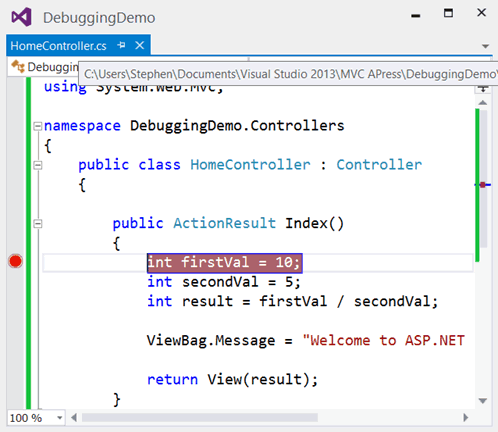 DebuggingDemo
HomeController.cs
Debuggin
C:\Users\Stephen\Documents\Visual Studio 2013\MVC APress\DebuggingDemo\
using System.Web.Mvc;
namespace DebuggingDemo.Controllers
{
public class HomeController : Controller
{
public ActionResult Index()
{
int firstVal = 10;
int secondVal = 5;
int result = firstVal / secondVal;
ViewBag.Message = "Welcome to ASP.NET
return View(result);
}
100 %